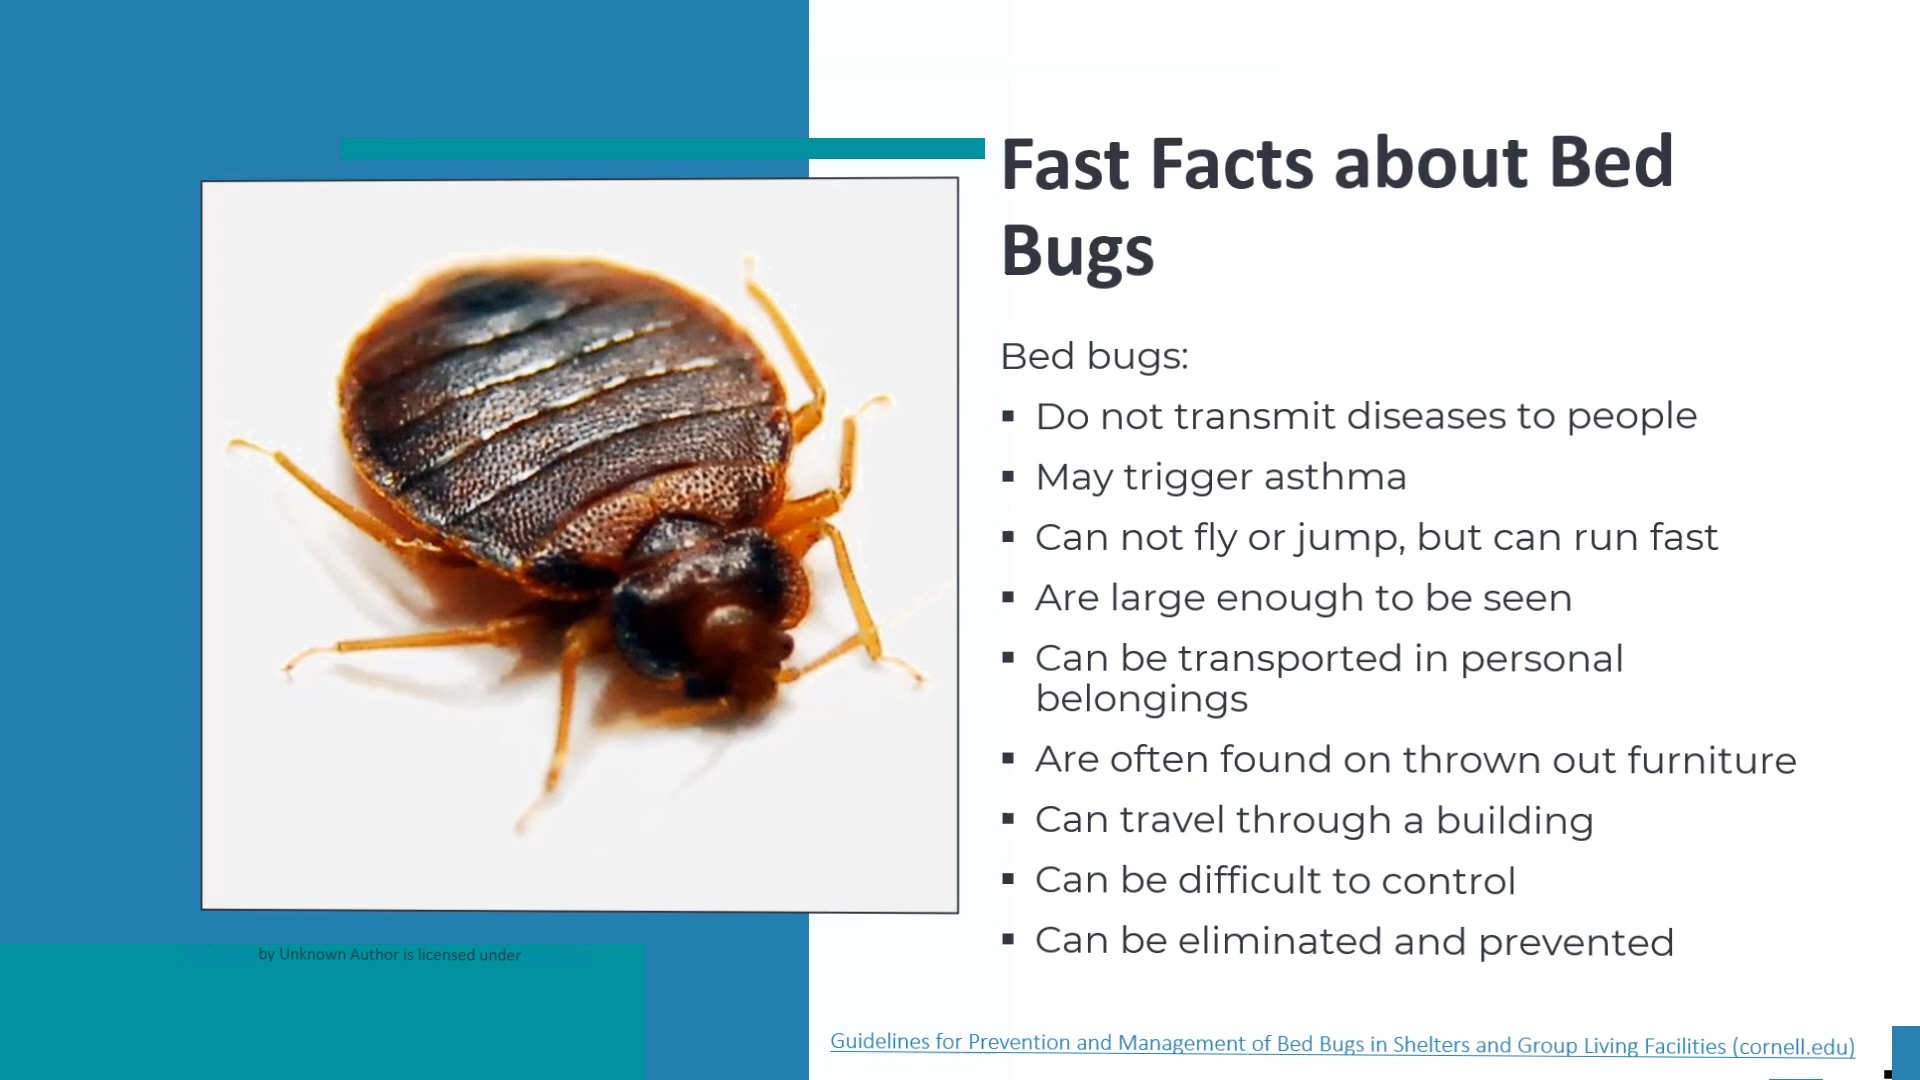 Fast Facts about Bed
Bugs
Bed bugs:
▪ Do not transmit diseases to people
▪ May trigger asthma
▪ Can not fly or jump, but can run fast
▪ Are large enough to be seen
▪ Can be transported in personal
belongings
▪ Are often found on thrown out furniture
▪ Can travel through a building
▪ Can be difficult to control
▪ Can be eliminated and prevented
by Unknown Author is licensed under
Guidelines for Prevention and Management of Bed Bugs in Shelters and Group Living Facilities (cornell.edu)